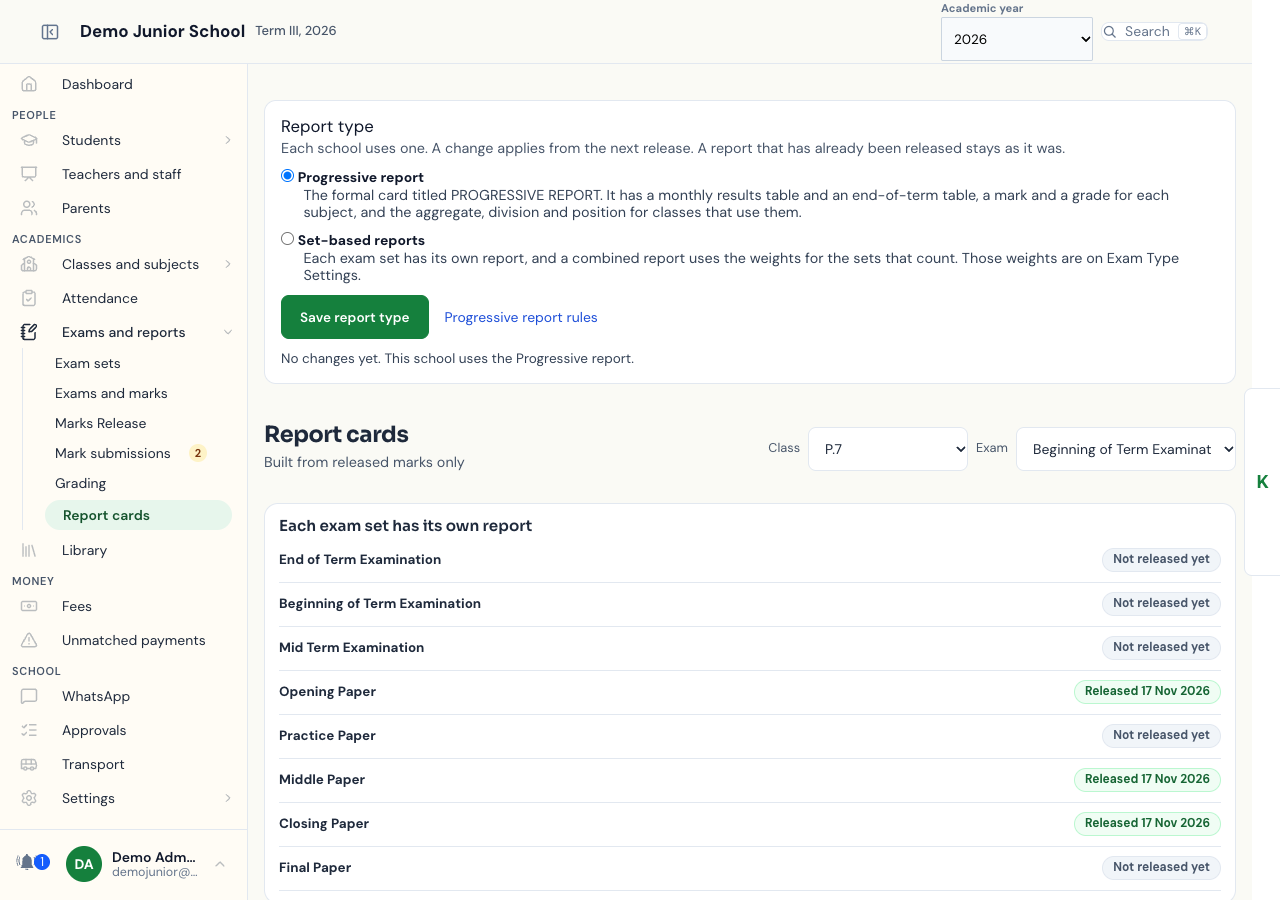 Demo Junior School
Term III, 2026
Academic year
2026
Search
⌘K
Dashboard
PEOPLE
Students
Teachers and staff
Parents
ACADEMICS
Classes and subjects
Attendance
Exams and reports
Exam sets
Exams and marks
Marks Release
Mark submissions 2
Grading
Report cards
Library
MONEY
Fees
Unmatched payments
SCHOOL
WhatsApp
Approvals
Transport
Settings
1
DA
Demo Adm...
demojunior@...
Report type
Each school uses one. A change applies from the next release. A report that has already been released stays as it was.
Progressive report
The formal card titled PROGRESSIVE REPORT. It has a monthly results table and an end-of-term table, a mark and a grade for each
subject, and the aggregate, division and position for classes that use them.
Set-based reports
Each exam set has its own report, and a combined report uses the weights for the sets that count. Those weights are on Exam Type
Settings.
Save report type
Progressive report rules
No changes yet. This school uses the Progressive report.
Report cards
Built from released marks only
Class
P.7
Exam
Beginning of Term Examinat
Each exam set has its own report
End of Term Examination
Not released yet
Beginning of Term Examination
Not released yet
Mid Term Examination
Not released yet
Opening Paper
Released 17 Nov 2026
Practice Paper
Not released yet
Middle Paper
Released 17 Nov 2026
Closing Paper
Released 17 Nov 2026
Final Paper
Not released yet
K